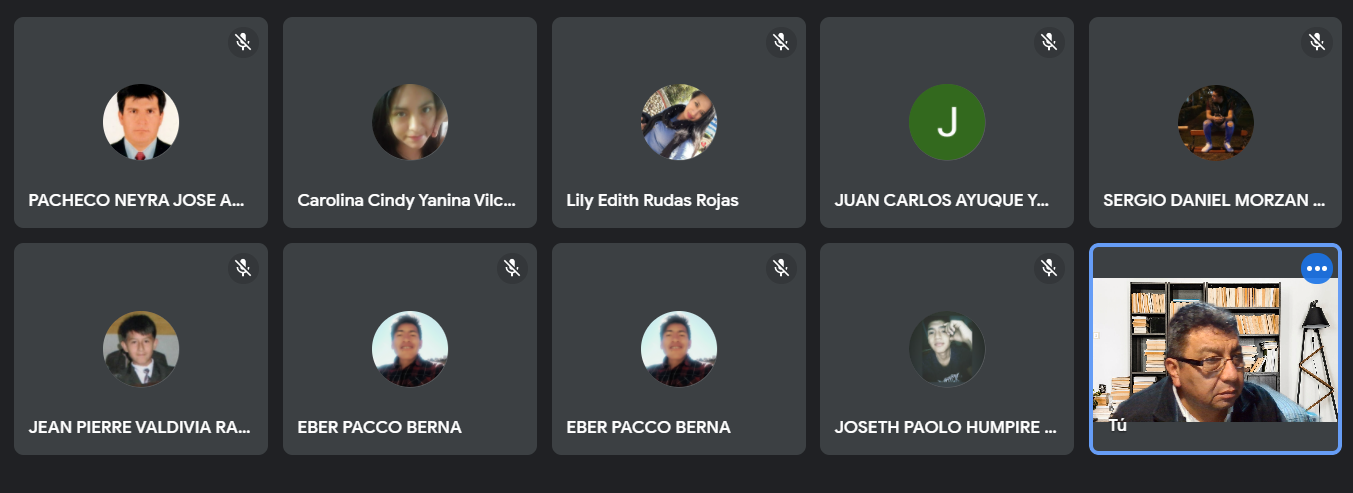 PACHECO NEYRA JOSE A...
Carolina Cindy Yanina Vilc...
Lily Edith Rudas Rojas
J
JUAN CARLOS AYUQUE Y...
SERGIO DANIEL MORZAN ...
JEAN PIERRE VALDIVIA RA...
EBER PACCO BERNA
EBER PACCO BERNA
JOSETH PAOLO HUMPIRE ...
Tú